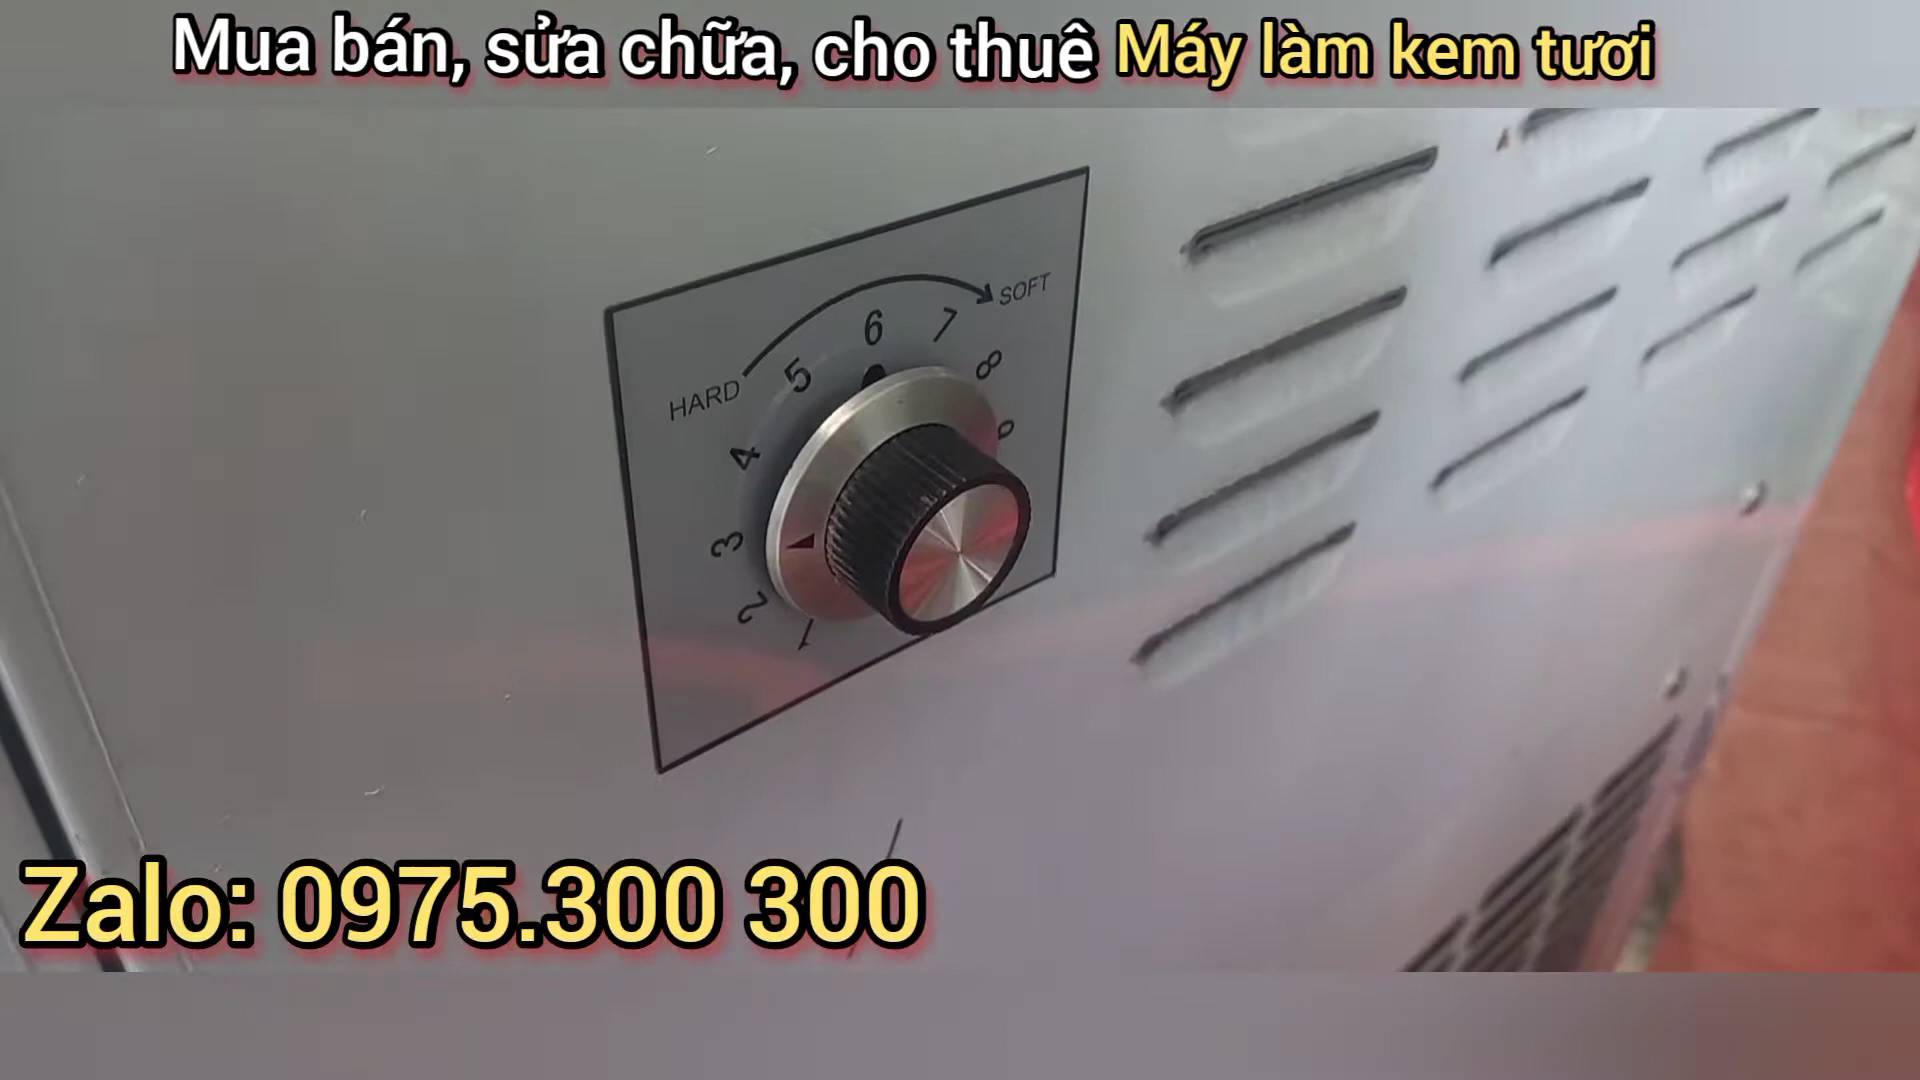 Mua bán, sửa chữa, cho thuê Máy làm kem tươi
HARD
SOFT
1
2
3
4
5
6
7
8
9
Zalo: 0975.300 300